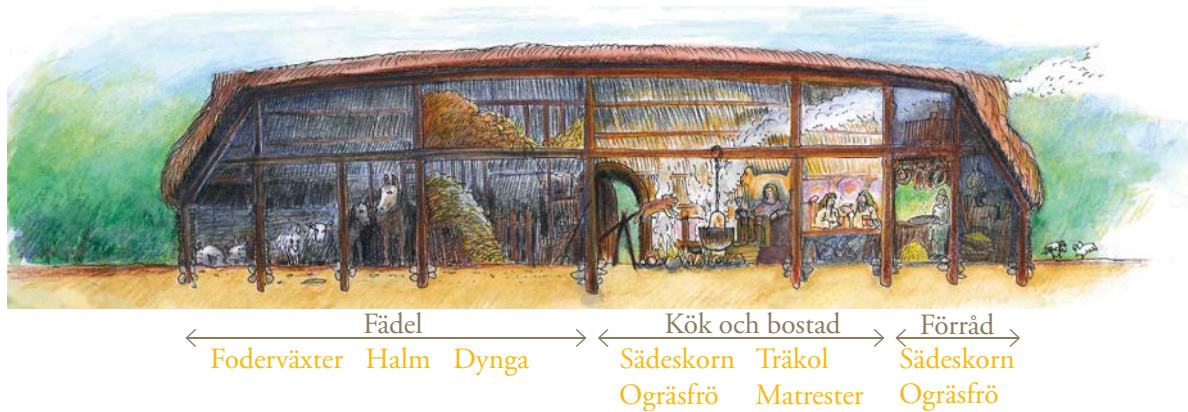 Fädel Kök och bostad Förråd
Foderväxter Halm Dynga Sädeskorn Träkol Sädeskorn
Ogräsfrö Matrester Ogräsfrö